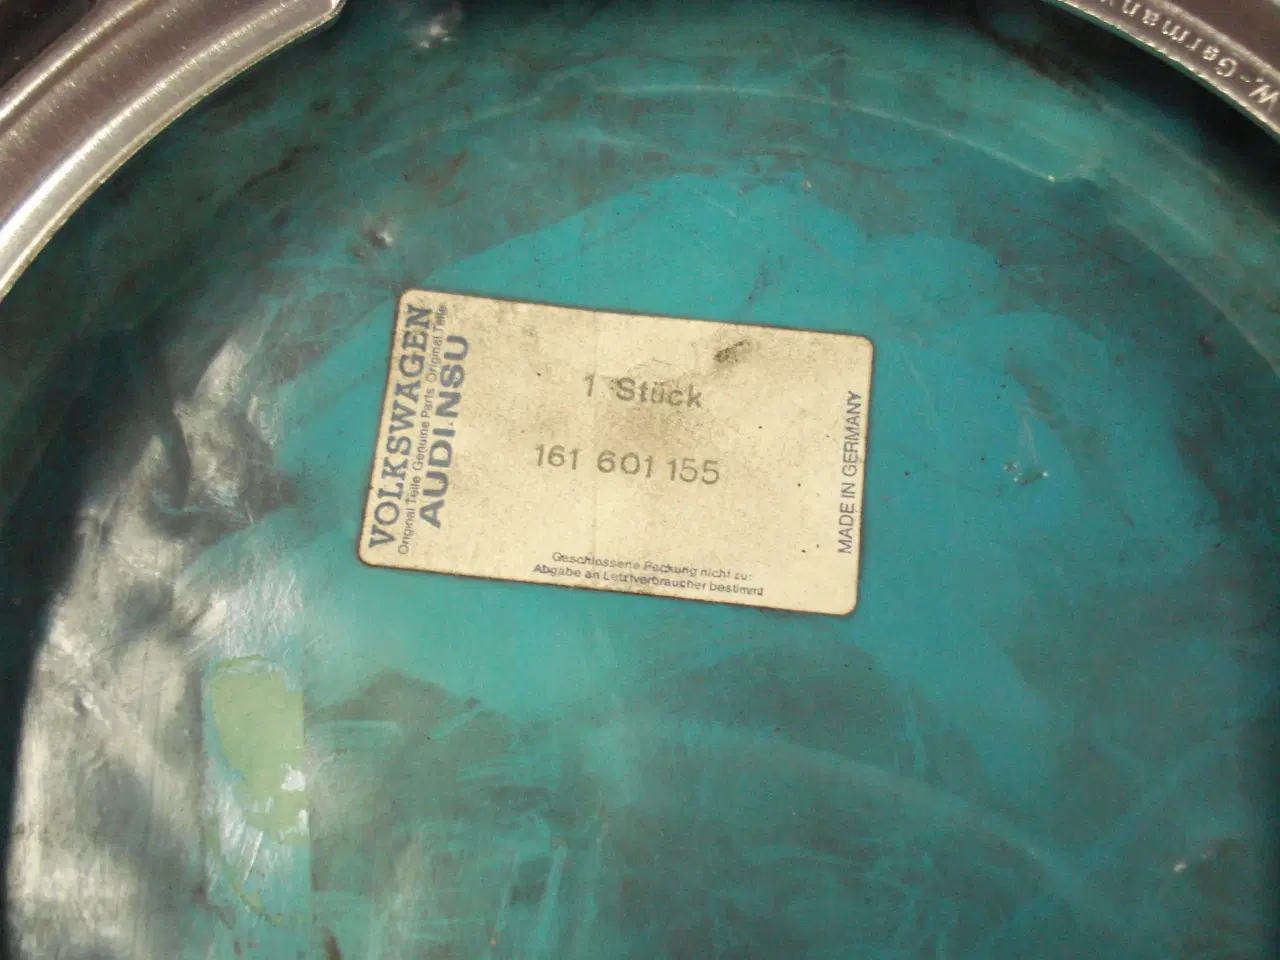 W.-Germany
VOLKSWAGEN
Original Teile Genuine Parts Original Teile
AUDI NSU
1 Stück
161 601 155
MADE IN GERMANY
Geschlossene Packung nicht zu:
Abgabe an Letztverbraucher bestimmt